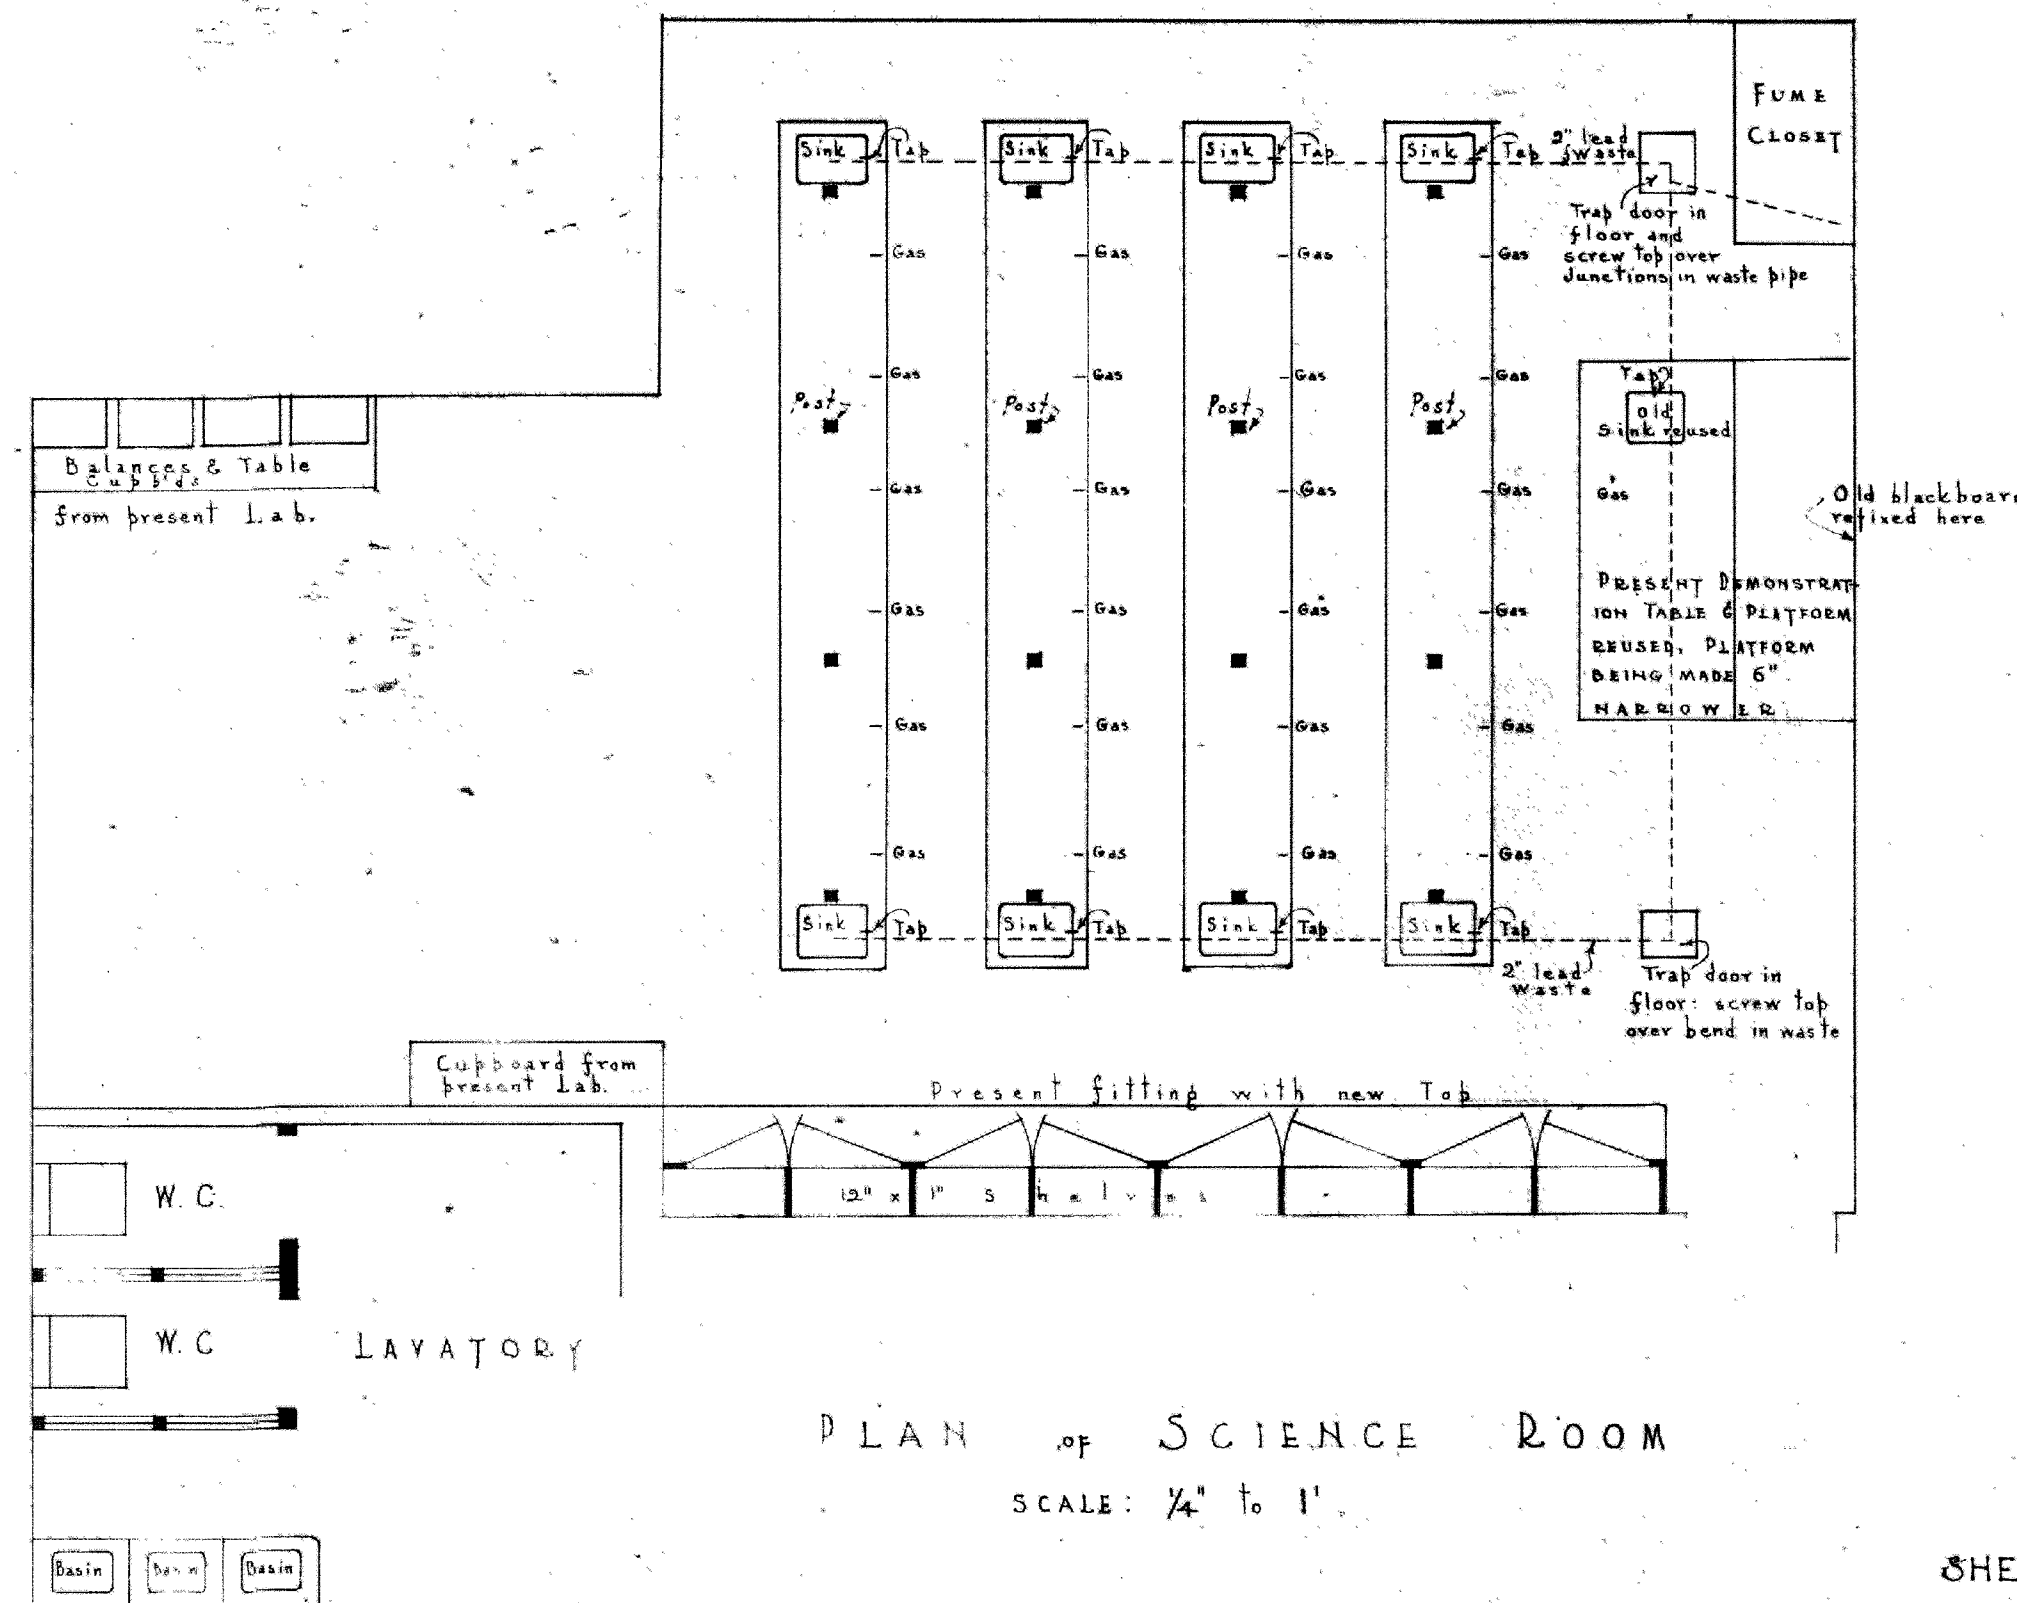 FUME
CLOSET
Sink Tap Sink Tap Sink Tap Sink Tap
2" lead
waste
Trap door in
floor and
screw top over
Junctions in waste pipe
Gas Gas Gas Gas
Gas Gas Gas Gas
Tap
Post Post Post Post
Old
Sink reused
Balances & Table
Cupb'ds
from present Lab.
Gas Gas Gas Gas
Gas
Old blackboar
refixed here
PRESENT DEMONSTRAT-
ION TABLE & PLATFORM
REUSED, PLATFORM
BEING MADE 6"
NARROWER
Gas Gas Gas Gas
Gas Gas Gas Gas
Gas Gas Gas Gas
Sink Tap Sink Tap Sink Tap Sink Tap
2" lead
waste
Trap door in
floor: screw top
over bend in waste
Cupboard from
present Lab.
Present fitting with new Top
12" x 1" Shelves
W.C.
W.C
LAVATORY
PLAN OF SCIENCE ROOM
SCALE: 1/4" to 1'.
Basin Basin Basin
SHE